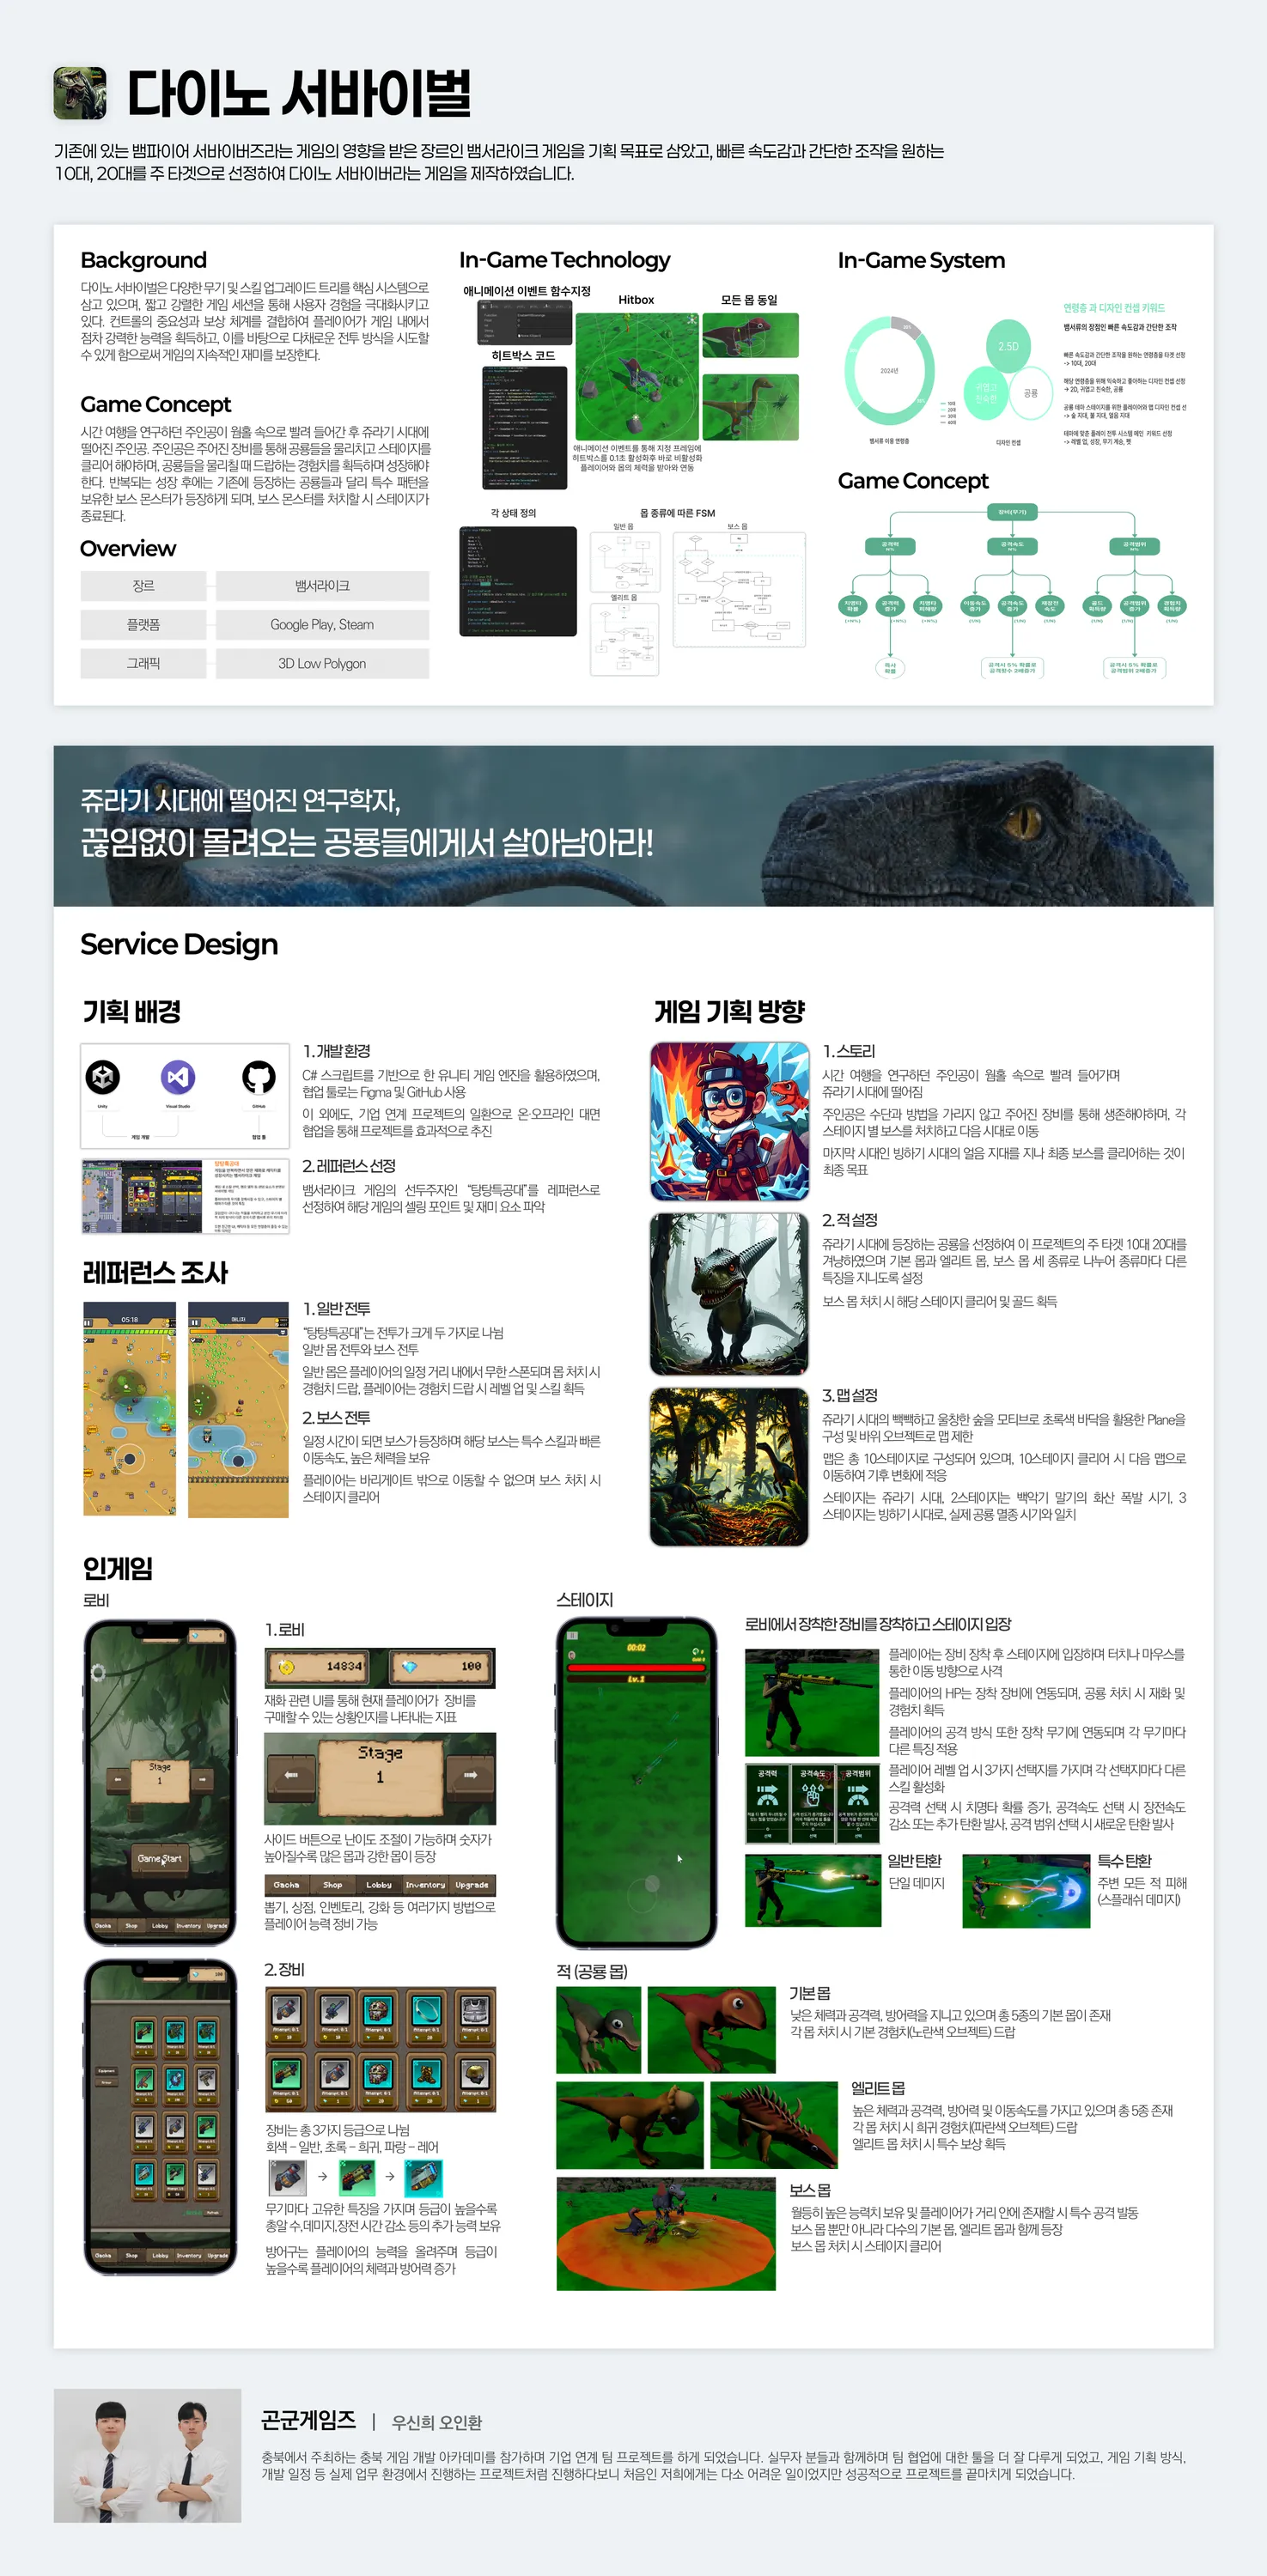 다이노 서바이벌
기존에 있는 뱀파이어 서바이버즈라는 게임의 영향을 받은 장르인 뱀서라이크 게임을 기획 목표로 삼았고, 빠른 속도감과 간단한 조작을 원하는
10대, 20대를 주 타겟으로 선정하여 다이노 서바이버라는 게임을 제작하였습니다.
Background
다이노 서바이벌은 다양한 무기 및 스킬 업그레이드 트리를 핵심 시스템으로
삼고 있으며, 짧고 강렬한 게임 세션을 통해 사용자 경험을 극대화시키고
있다. 컨트롤의 중요성과 보상 체계를 결합하여 플레이어가 게임 내에서
점차 강력한 능력을 획득하고, 이를 바탕으로 다채로운 전투 방식을 시도할
수 있게 함으로써 게임의 지속적인 재미를 보장한다.
Game Concept
시간 여행을 연구하던 주인공이 웜홀 속으로 빨려 들어간 후 쥬라기 시대에
떨어진 주인공. 주인공은 주어진 장비를 통해 공룡들을 물리치고 스테이지를
클리어 해야하며, 공룡들을 물리칠 때 드랍하는 경험치를 획득하며 성장해야
한다. 반복되는 성장 후에는 기존에 등장하는 공룡들과 달리 특수 패턴을
보유한 보스 몬스터가 등장하게 되며, 보스 몬스터를 처치할 시 스테이지가
종료된다.
Overview
장르
뱀서라이크
플랫폼
Google Play, Steam
그래픽
3D Low Polygon
In-Game Technology
애니메이션 이벤트 함수지정
Hitbox
모든 몹 동일
히트박스 코드
애니메이션 이벤트를 통해 지정 프레임에
히트박스를 0.1초 활성화후 바로 비활성화
플레이어와 몹의 체력을 받아와 연동
각 상태 정의
몹 종류에 따른 FSM
일반 몹
보스 몹
엘리트 몹
In-Game System
2024년
뱀서류 이용 연령층
10대
20대
30대
40대
2.5D
귀엽고
친숙한
공룡
디자인 컨셉
연령층 과 디자인 컨셉 키워드
뱀서류의 장점인 빠른 속도감과 간단한 조작
빠른 속도감과 간단한 조작을 원하는 연령층을 타겟 선정
-> 10대, 20대
해당 연령층을 위해 익숙하고 좋아하는 디자인 컨셉 선정
-> 2D, 귀엽고 친숙한, 공룡
공룡 테마 스테이지를 위한 플레이어와 맵 디자인 컨셉 선
-> 숲 지대, 불 지대, 얼음 지대
테마에 맞춘 플레이 전투 시스템 메인 키워드 선정
-> 레벨 업, 성장, 무기 계승, 펫
Game Concept
장비(무기)
공격력
N%
공격속도
N%
공격범위
N%
치명타
확률
공격력
증가
치명타
피해량
이동속도
증가
공격속도
증가
재장전
속도
골드
획득량
공격범위
증가
경험치
획득량
즉사
확률
공격시 5% 확률로
공격횟수 2배증가
공격시 5% 확률로
공격범위 2배증가
쥬라기 시대에 떨어진 연구학자,
끊임없이 몰려오는 공룡들에게서 살아남아라!
Service Design
기획 배경
Unity
Visual Studio
GitHub
게임 개발
협업 툴
1. 개발 환경
C# 스크립트를 기반으로 한 유니티 게임 엔진을 활용하였으며,
협업 툴로는 Figma 및 GitHub 사용
이 외에도, 기업 연계 프로젝트의 일환으로 온·오프라인 대면
협업을 통해 프로젝트를 효과적으로 추진
탕탕특공대
2. 레퍼런스 선정
뱀서라이크 게임의 선두주자인 “탕탕특공대”를 레퍼런스로
선정하여 해당 게임의 셀링 포인트 및 재미 요소 파악
레퍼런스 조사
05:18
1. 일반 전투
“탕탕특공대”는 전투가 크게 두 가지로 나뉨
일반 몹 전투와 보스 전투
일반 몹은 플레이어의 일정 거리 내에서 무한 스폰되며 몹 처치 시
경험치 드랍, 플레이어는 경험치 드랍 시 레벨 업 및 스킬 획득
2. 보스 전투
일정 시간이 되면 보스가 등장하며 해당 보스는 특수 스킬과 빠른
이동속도, 높은 체력을 보유
플레이어는 바리게이트 밖으로 이동할 수 없으며 보스 처치 시
스테이지 클리어
게임 기획 방향
1. 스토리
시간 여행을 연구하던 주인공이 웜홀 속으로 빨려 들어가며
쥬라기 시대에 떨어짐
주인공은 수단과 방법을 가리지 않고 주어진 장비를 통해 생존해야하며, 각
스테이지 별 보스를 처치하고 다음 시대로 이동
마지막 시대인 빙하기 시대의 얼음 지대를 지나 최종 보스를 클리어하는 것이
최종 목표
2. 적 설정
쥬라기 시대에 등장하는 공룡을 선정하여 이 프로젝트의 주 타겟 10대 20대를
겨냥하였으며 기본 몹과 엘리트 몹, 보스 몹 세 종류로 나누어 종류마다 다른
특징을 지니도록 설정
보스 몹 처치 시 해당 스테이지 클리어 및 골드 획득
3. 맵 설정
쥬라기 시대의 빽빽하고 울창한 숲을 모티브로 초록색 바닥을 활용한 Plane을
구성 및 바위 오브젝트로 맵 제한
맵은 총 10스테이지로 구성되어 있으며, 10스테이지 클리어 시 다음 맵으로
이동하여 기후 변화에 적응
스테이지는 쥬라기 시대, 2스테이지는 백악기 말기의 화산 폭발 시기, 3
스테이지는 빙하기 시대로, 실제 공룡 멸종 시기와 일치
인게임
로비
Stage
1
Game Start
Gacha Shop Lobby Inventory Upgrade
1. 로비
14834
100
재화 관련 UI를 통해 현재 플레이어가 장비를
구매할 수 있는 상황인지를 나타내는 지표
Stage
1
사이드 버튼으로 난이도 조절이 가능하며 숫자가
높아질수록 많은 몹과 강한 몹이 등장
Gacha Shop Lobby Inventory Upgrade
뽑기, 상점, 인벤토리, 강화 등 여러가지 방법으로
플레이어 능력 정비 가능
Gacha Shop Lobby Inventory Upgrade
2. 장비
장비는 총 3가지 등급으로 나뉨
회색 – 일반, 초록 – 희귀, 파랑 – 레어
무기마다 고유한 특징을 가지며 등급이 높을수록
총알 수,데미지,장전 시간 감소 등의 추가 능력 보유
방어구는 플레이어의 능력을 올려주며 등급이
높을수록 플레이어의 체력과 방어력 증가
스테이지
00:02
Lv.1
로비에서 장착한 장비를 장착하고 스테이지 입장
플레이어는 장비 장착 후 스테이지에 입장하며 터치나 마우스를
통한 이동 방향으로 사격
플레이어의 HP는 장착 장비에 연동되며, 공룡 처치 시 재화 및
경험치 획득
플레이어의 공격 방식 또한 장착 무기에 연동되며 각 무기마다
다른 특징 적용
공격력
공격속도
공격범위
선택
선택
선택
플레이어 레벨 업 시 3가지 선택지를 가지며 각 선택지마다 다른
스킬 활성화
공격력 선택 시 치명타 확률 증가, 공격속도 선택 시 장전속도
감소 또는 추가 탄환 발사, 공격 범위 선택 시 새로운 탄환 발사
일반 탄환
단일 데미지
특수 탄환
주변 모든 적 피해
(스플래쉬 데미지)
적 (공룡 몹)
기본 몹
낮은 체력과 공격력, 방어력을 지니고 있으며 총 5종의 기본 몹이 존재
각 몹 처치 시 기본 경험치(노란색 오브젝트) 드랍
엘리트 몹
높은 체력과 공격력, 방어력 및 이동속도를 가지고 있으며 총 5종 존재
각 몹 처치 시 희귀 경험치(파란색 오브젝트) 드랍
엘리트 몹 처치 시 특수 보상 획득
보스 몹
월등히 높은 능력치 보유 및 플레이어가 거리 안에 존재할 시 특수 공격 발동
보스 몹 뿐만 아니라 다수의 기본 몹, 엘리트 몹과 함께 등장
보스 몹 처치 시 스테이지 클리어
곤군게임즈 | 우신희 오인환
충북에서 주최하는 충북 게임 개발 아카데미를 참가하며 기업 연계 팀 프로젝트를 하게 되었습니다. 실무자 분들과 함께하며 팀 협업에 대한 툴을 더 잘 다루게 되었고, 게임 기획 방식,
개발 일정 등 실제 업무 환경에서 진행하는 프로젝트처럼 진행하다보니 처음인 저희에게는 다소 어려운 일이었지만 성공적으로 프로젝트를 끝마치게 되었습니다.